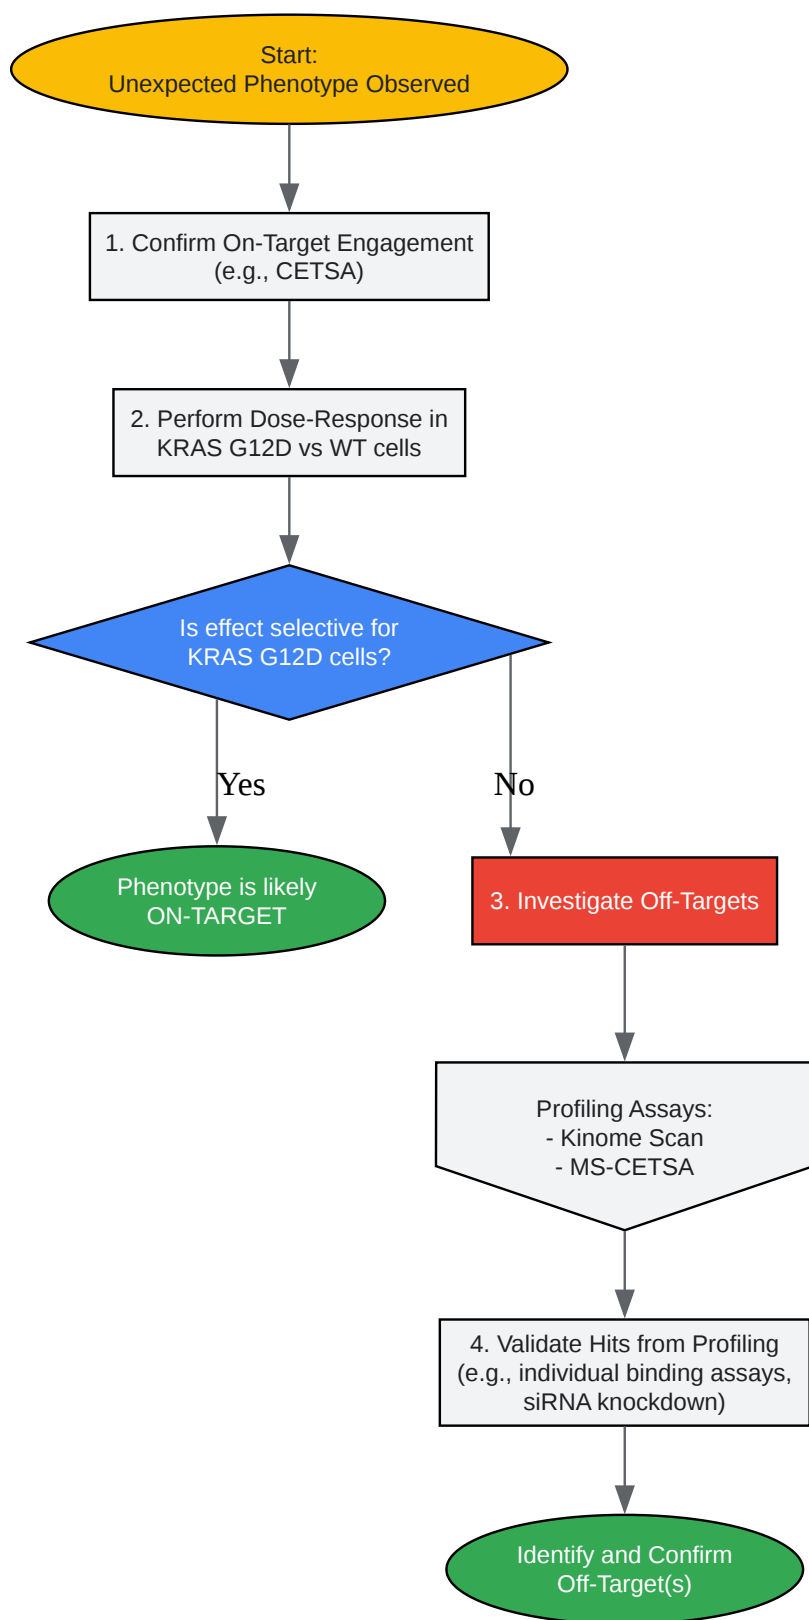 Start:
Unexpected Phenotype Observed
1. Confirm On-Target Engagement
(e.g., CETSA)
2. Perform Dose-Response in
KRAS G12D vs WT cells
Is effect selective for
KRAS G12D cells?
Yes
No
Phenotype is likely
ON-TARGET
3. Investigate Off-Targets
Profiling Assays:
- Kinome Scan
- MS-CETSA
4. Validate Hits from Profiling
(e.g., individual binding assays,
siRNA knockdown)
Identify and Confirm
Off-Target(s)